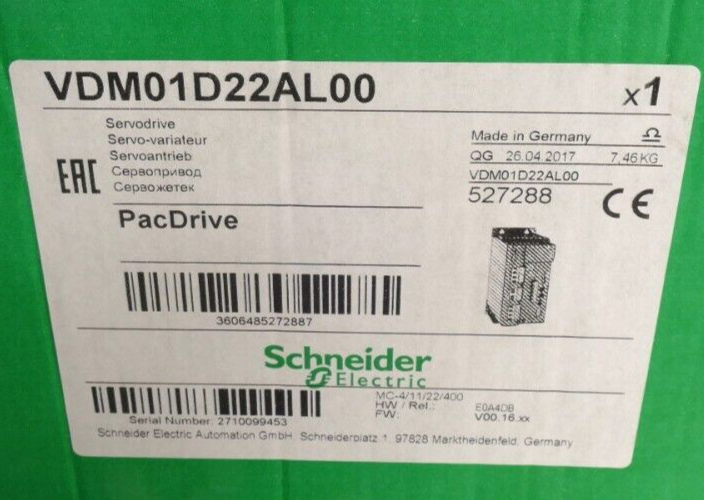 VDM01D22AL00
x1
Servodrive
Servo-variateur
Servoantrieb
Сервопривод
Сервожетек
EAC
PacDrive
Made in Germany
QG 26.04.2017 7,46KG
VDM01D22AL00
527288
CE
3606485272887
Schneider
Electric
MC-4/11/22/400
HW / Rel.: E0A4DB
FW: V00.16.xx
Serial Number: 2710099453
Schneider Electric Automation GmbH, Schneiderplatz 1, 97828 Marktheidenfeld, Germany